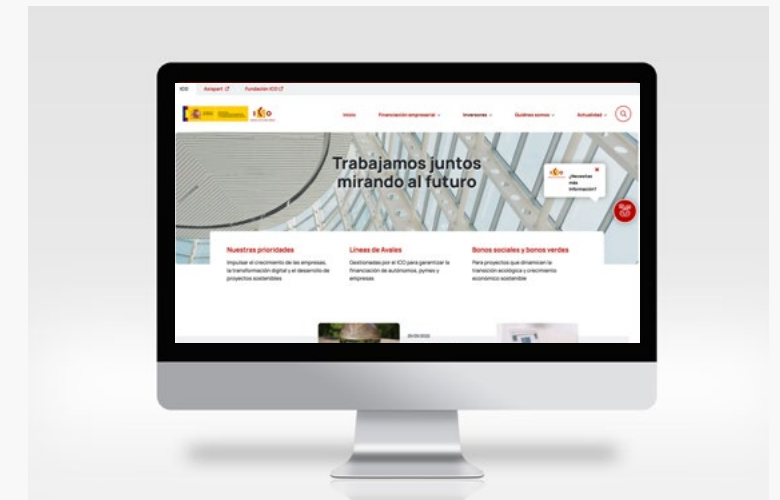 ICO
Axispart
Fundación ICO
ICO
Inicio
Financiación empresarial
Inversores
Quiénes somos
Actualidad
Trabajamos juntos
mirando al futuro
ico
¿Necesitas
más
información?
Nuestras prioridades
Impulsar el crecimiento de las empresas,
la transformación digital y el desarrollo de
proyectos sostenibles
Líneas de Avales
Gestionadas por el ICO para garantizar la
financiación de autónomos, pymes y
empresas
Bonos sociales y bonos verdes
Para proyectos que dinamicen la
transición ecológica y crecimiento
económico sostenible